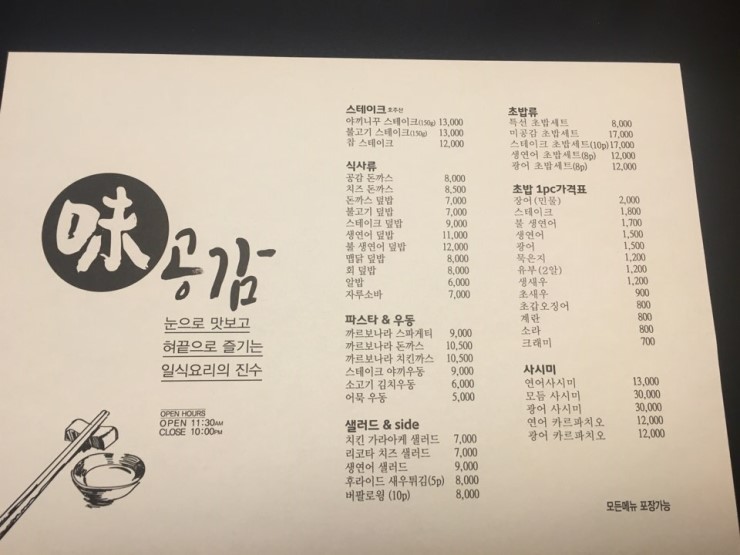 味
공감
눈으로 맛보고
혀끝으로 즐기는
일식요리의 진수
OPEN HOURS
OPEN 11:30AM
CLOSE 10:00PM
스테이크 호주산
야끼니꾸 스테이크(150g) 13,000
불고기 스테이크(150g) 13,000
찹 스테이크 12,000
식사류
공감 돈까스 8,000
치즈 돈까스 8,500
돈까스 덮밥 7,000
불고기 덮밥 7,000
스테이크 덮밥 9,000
생연어 덮밥 11,000
불 생연어 덮밥 12,000
맵닭 덮밥 8,000
회 덮밥 8,000
알밥 6,000
자루소바 7,000
파스타 & 우동
까르보나라 스파게티 9,000
까르보나라 돈까스 10,500
까르보나라 치킨까스 10,500
스테이크 야끼우동 9,000
소고기 김치우동 6,000
어묵 우동 5,000
샐러드 & side
치킨 가라아케 샐러드 7,000
리코타 치즈 샐러드 7,000
생연어 샐러드 9,000
후라이드 새우튀김(5p) 8,000
버팔로윙 (10p) 8,000
초밥류
특선 초밥세트 8,000
미공감 초밥세트 17,000
스테이크 초밥세트(10p) 17,000
생연어 초밥세트(8p) 12,000
광어 초밥세트(8p) 12,000
초밥 1pc가격표
장어 (민물) 2,000
스테이크 1,800
불 생연어 1,700
생연어 1,500
광어 1,500
묵은지 1,200
유부 (2알) 1,200
생새우 1,200
초새우 900
초감오징어 800
계란 800
소라 800
크래미 700
사시미
연어사시미 13,000
모듬 사시미 30,000
광어 사시미 30,000
연어 카르파치오 12,000
광어 카르파치오 12,000
모든메뉴 포장가능